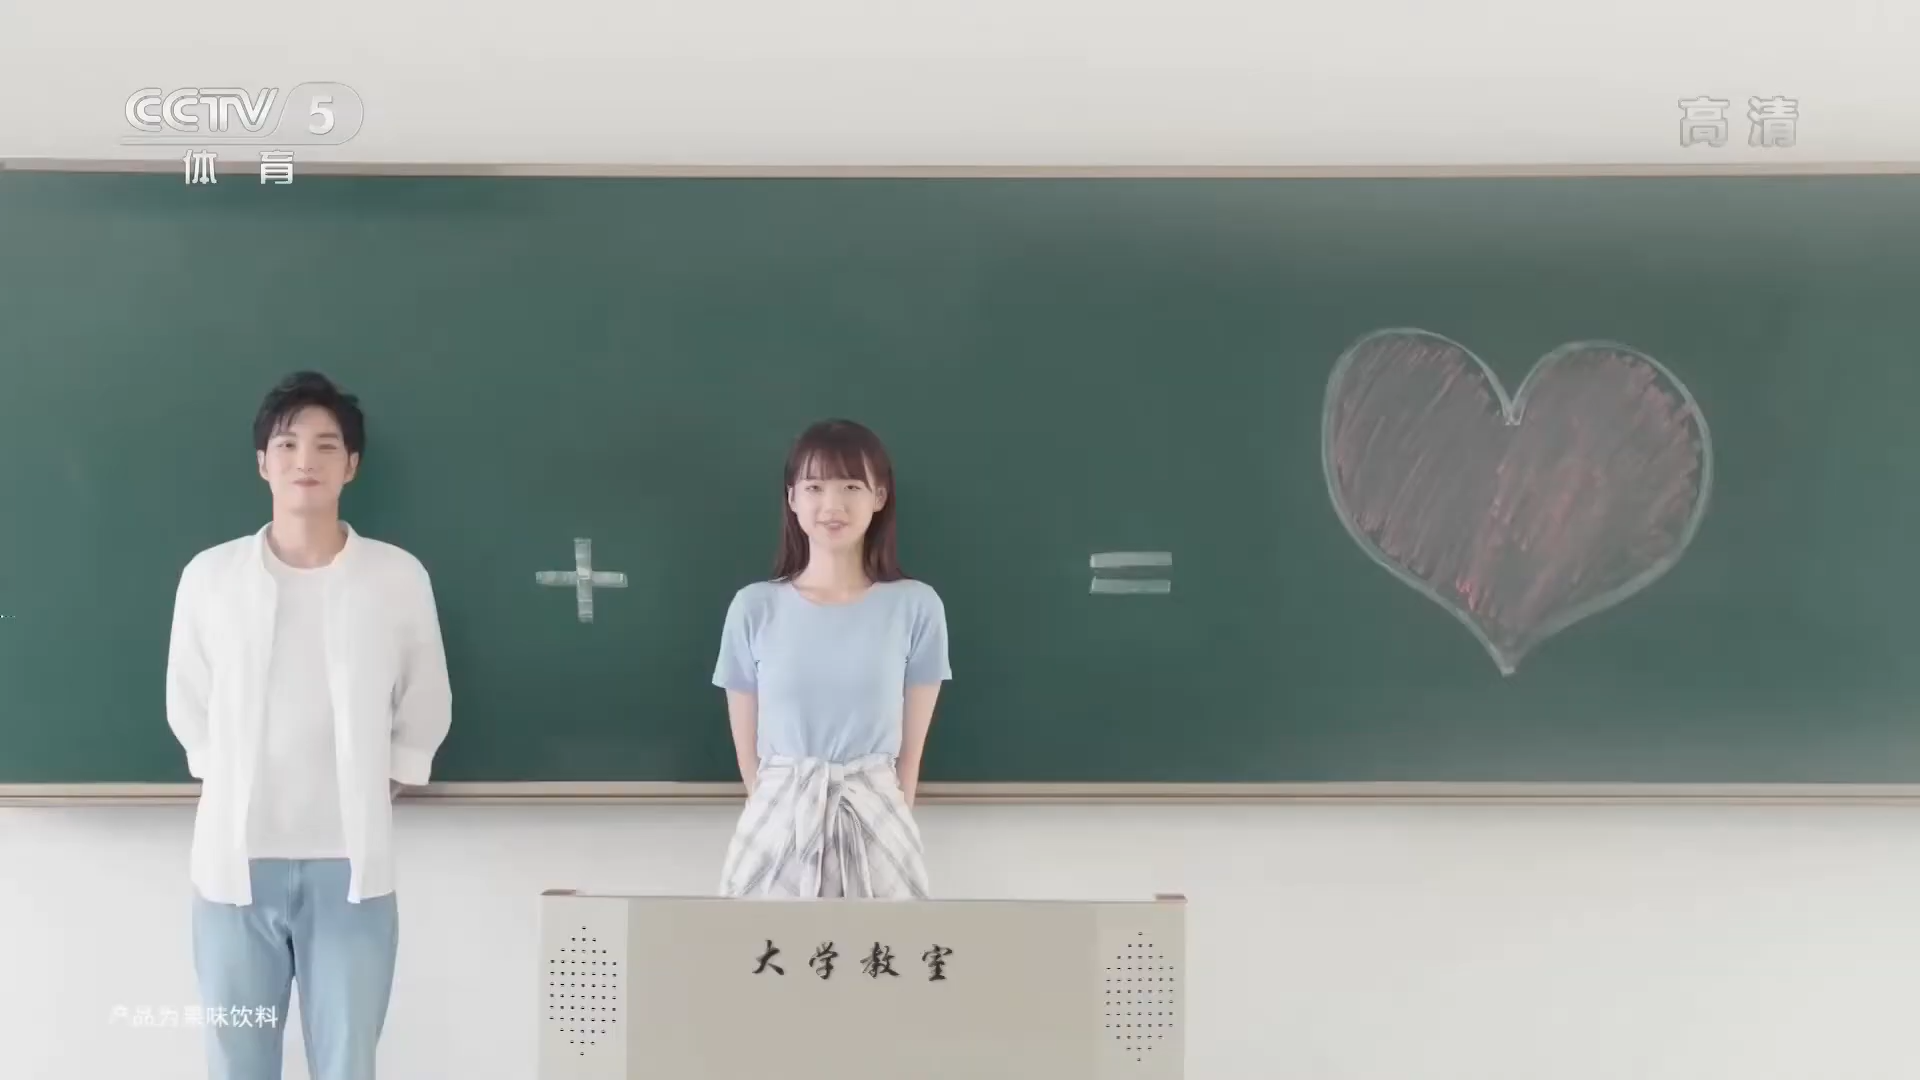 CCTV 5
体育
高清
+
=
大学教室
产品为果味饮料